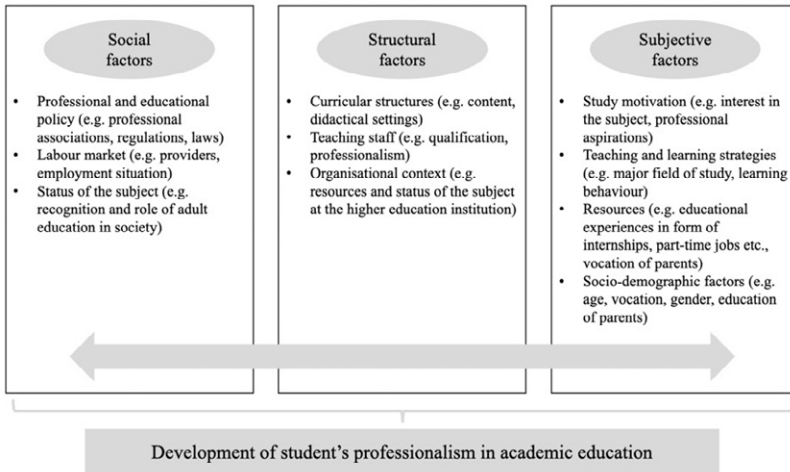 Social
factors
• Professional and educational
policy (e.g. professional
associations, regulations, laws)
• Labour market (e.g. providers,
employment situation)
• Status of the subject (e.g.
recognition and role of adult
education in society)
Structural
factors
• Curricular structures (e.g. content,
didactical settings)
• Teaching staff (e.g. qualification,
professionalism)
• Organisational context (e.g.
resources and status of the subject
at the higher education institution)
Subjective
factors
• Study motivation (e.g. interest in
the subject, professional
aspirations)
• Teaching and learning strategies
(e.g. major field of study, learning
behaviour)
• Resources (e.g. educational
experiences in form of
internships, part-time jobs etc.,
vocation of parents)
• Socio-demographic factors (e.g.
age, vocation, gender, education
of parents)
Development of student's professionalism in academic education